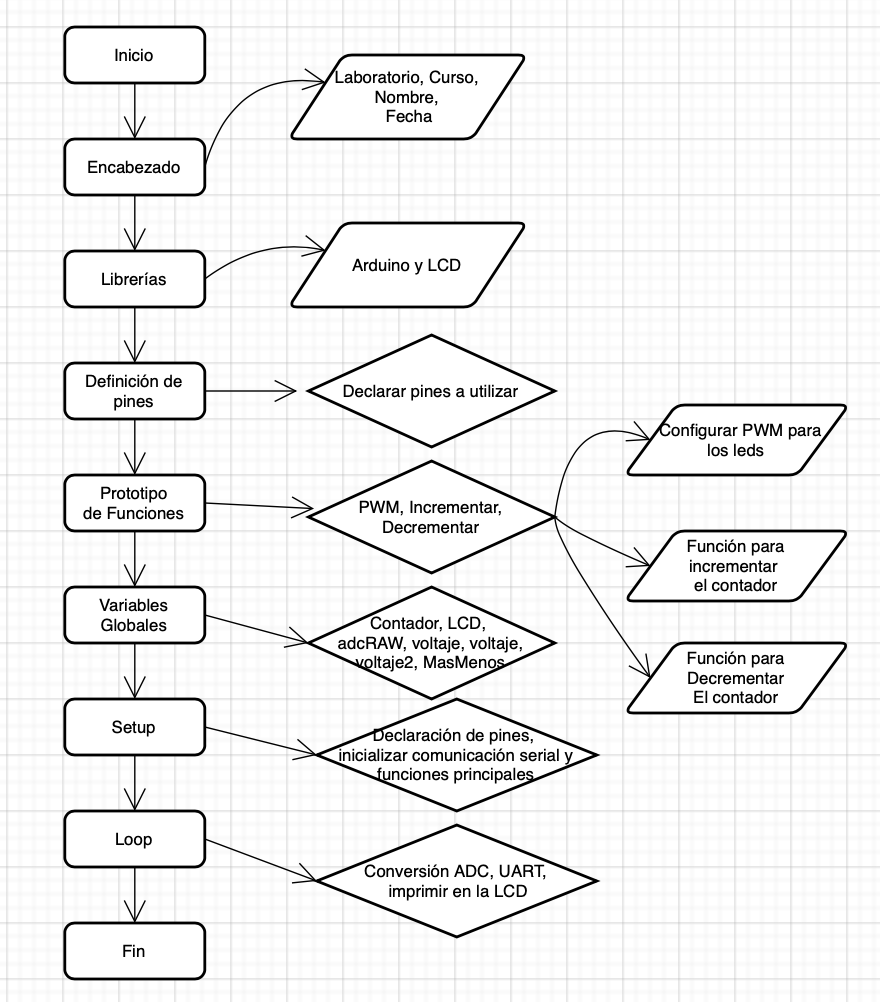 Inicio
Laboratorio, Curso,
Nombre,
Fecha
Encabezado
Librerías
Arduino y LCD
Definición de
pines
Declarar pines a utilizar
Configurar PWM para
los leds
Prototipo
de Funciones
PWM, Incrementar,
Decrementar
Función para
incrementar
el contador
Variables
Globales
Contador, LCD,
adcRAW, voltaje, voltaje,
voltaje2, MasMenos
Función para
Decrementar
El contador
Setup
Declaración de pines,
inicializar comunicación serial y
funciones principales
Loop
Conversión ADC, UART,
imprimir en la LCD
Fin